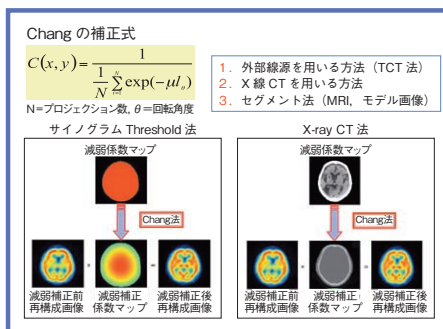 Chang の補正式
C(x, y) = 1 / (1/N Σ_{i=1}^{N} exp(−μl_n))
N=プロジェクション数, θ=回転角度
1. 外部線源を用いる方法（TCT 法）
2. X 線 CT を用いる方法
3. セグメント法（MRI, モデル画像）
サイノグラム Threshold 法
減弱係数マップ
Chang法
減弱補正前
再構成画像
減弱補正
係数マップ
減弱補正後
再構成画像
X-ray CT 法
減弱係数マップ
Chang法
減弱補正前
再構成画像
減弱補正
係数マップ
減弱補正後
再構成画像